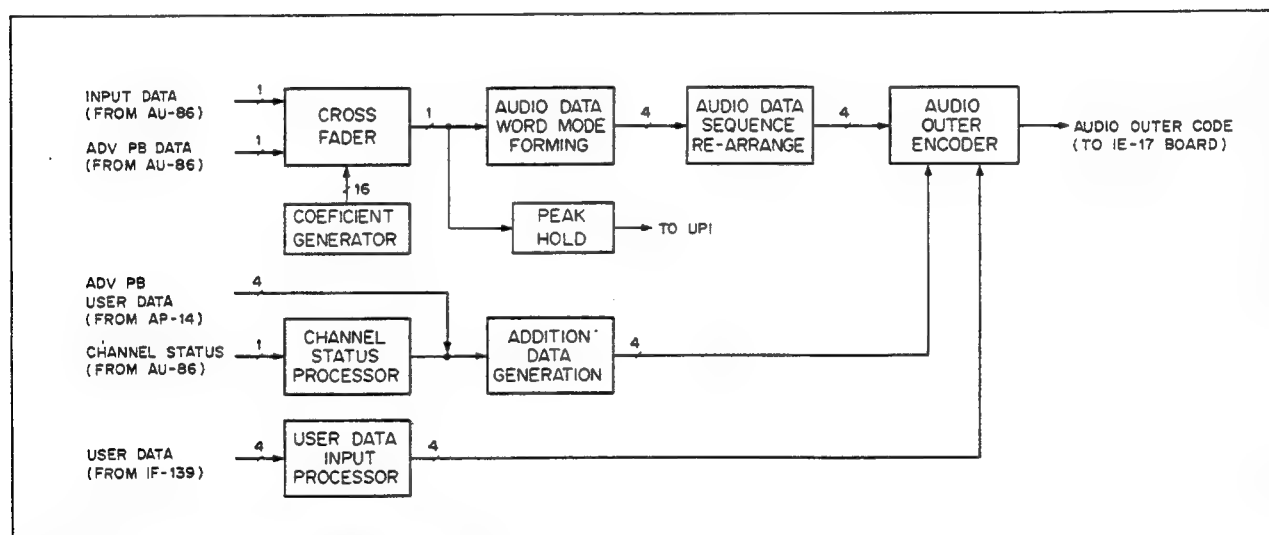 INPUT DATA
(FROM AU-86)
1
ADV PB DATA
(FROM AU-86)
1
CROSS
FADER
1
16
COEFICIENT
GENERATOR
AUDIO DATA
WORD MODE
FORMING
4
AUDIO DATA
SEQUENCE
RE-ARRANGE
4
AUDIO
OUTER
ENCODER
AUDIO OUTER CODE
(TO IE-17 BOARD)
PEAK
HOLD
TO UPI
ADV PB
USER DATA
(FROM AP-14)
4
CHANNEL STATUS
(FROM AU-86)
1
CHANNEL
STATUS
PROCESSOR
ADDITION
DATA
GENERATION
4
USER DATA
(FROM IF-139)
4
USER DATA
INPUT
PROCESSOR
4